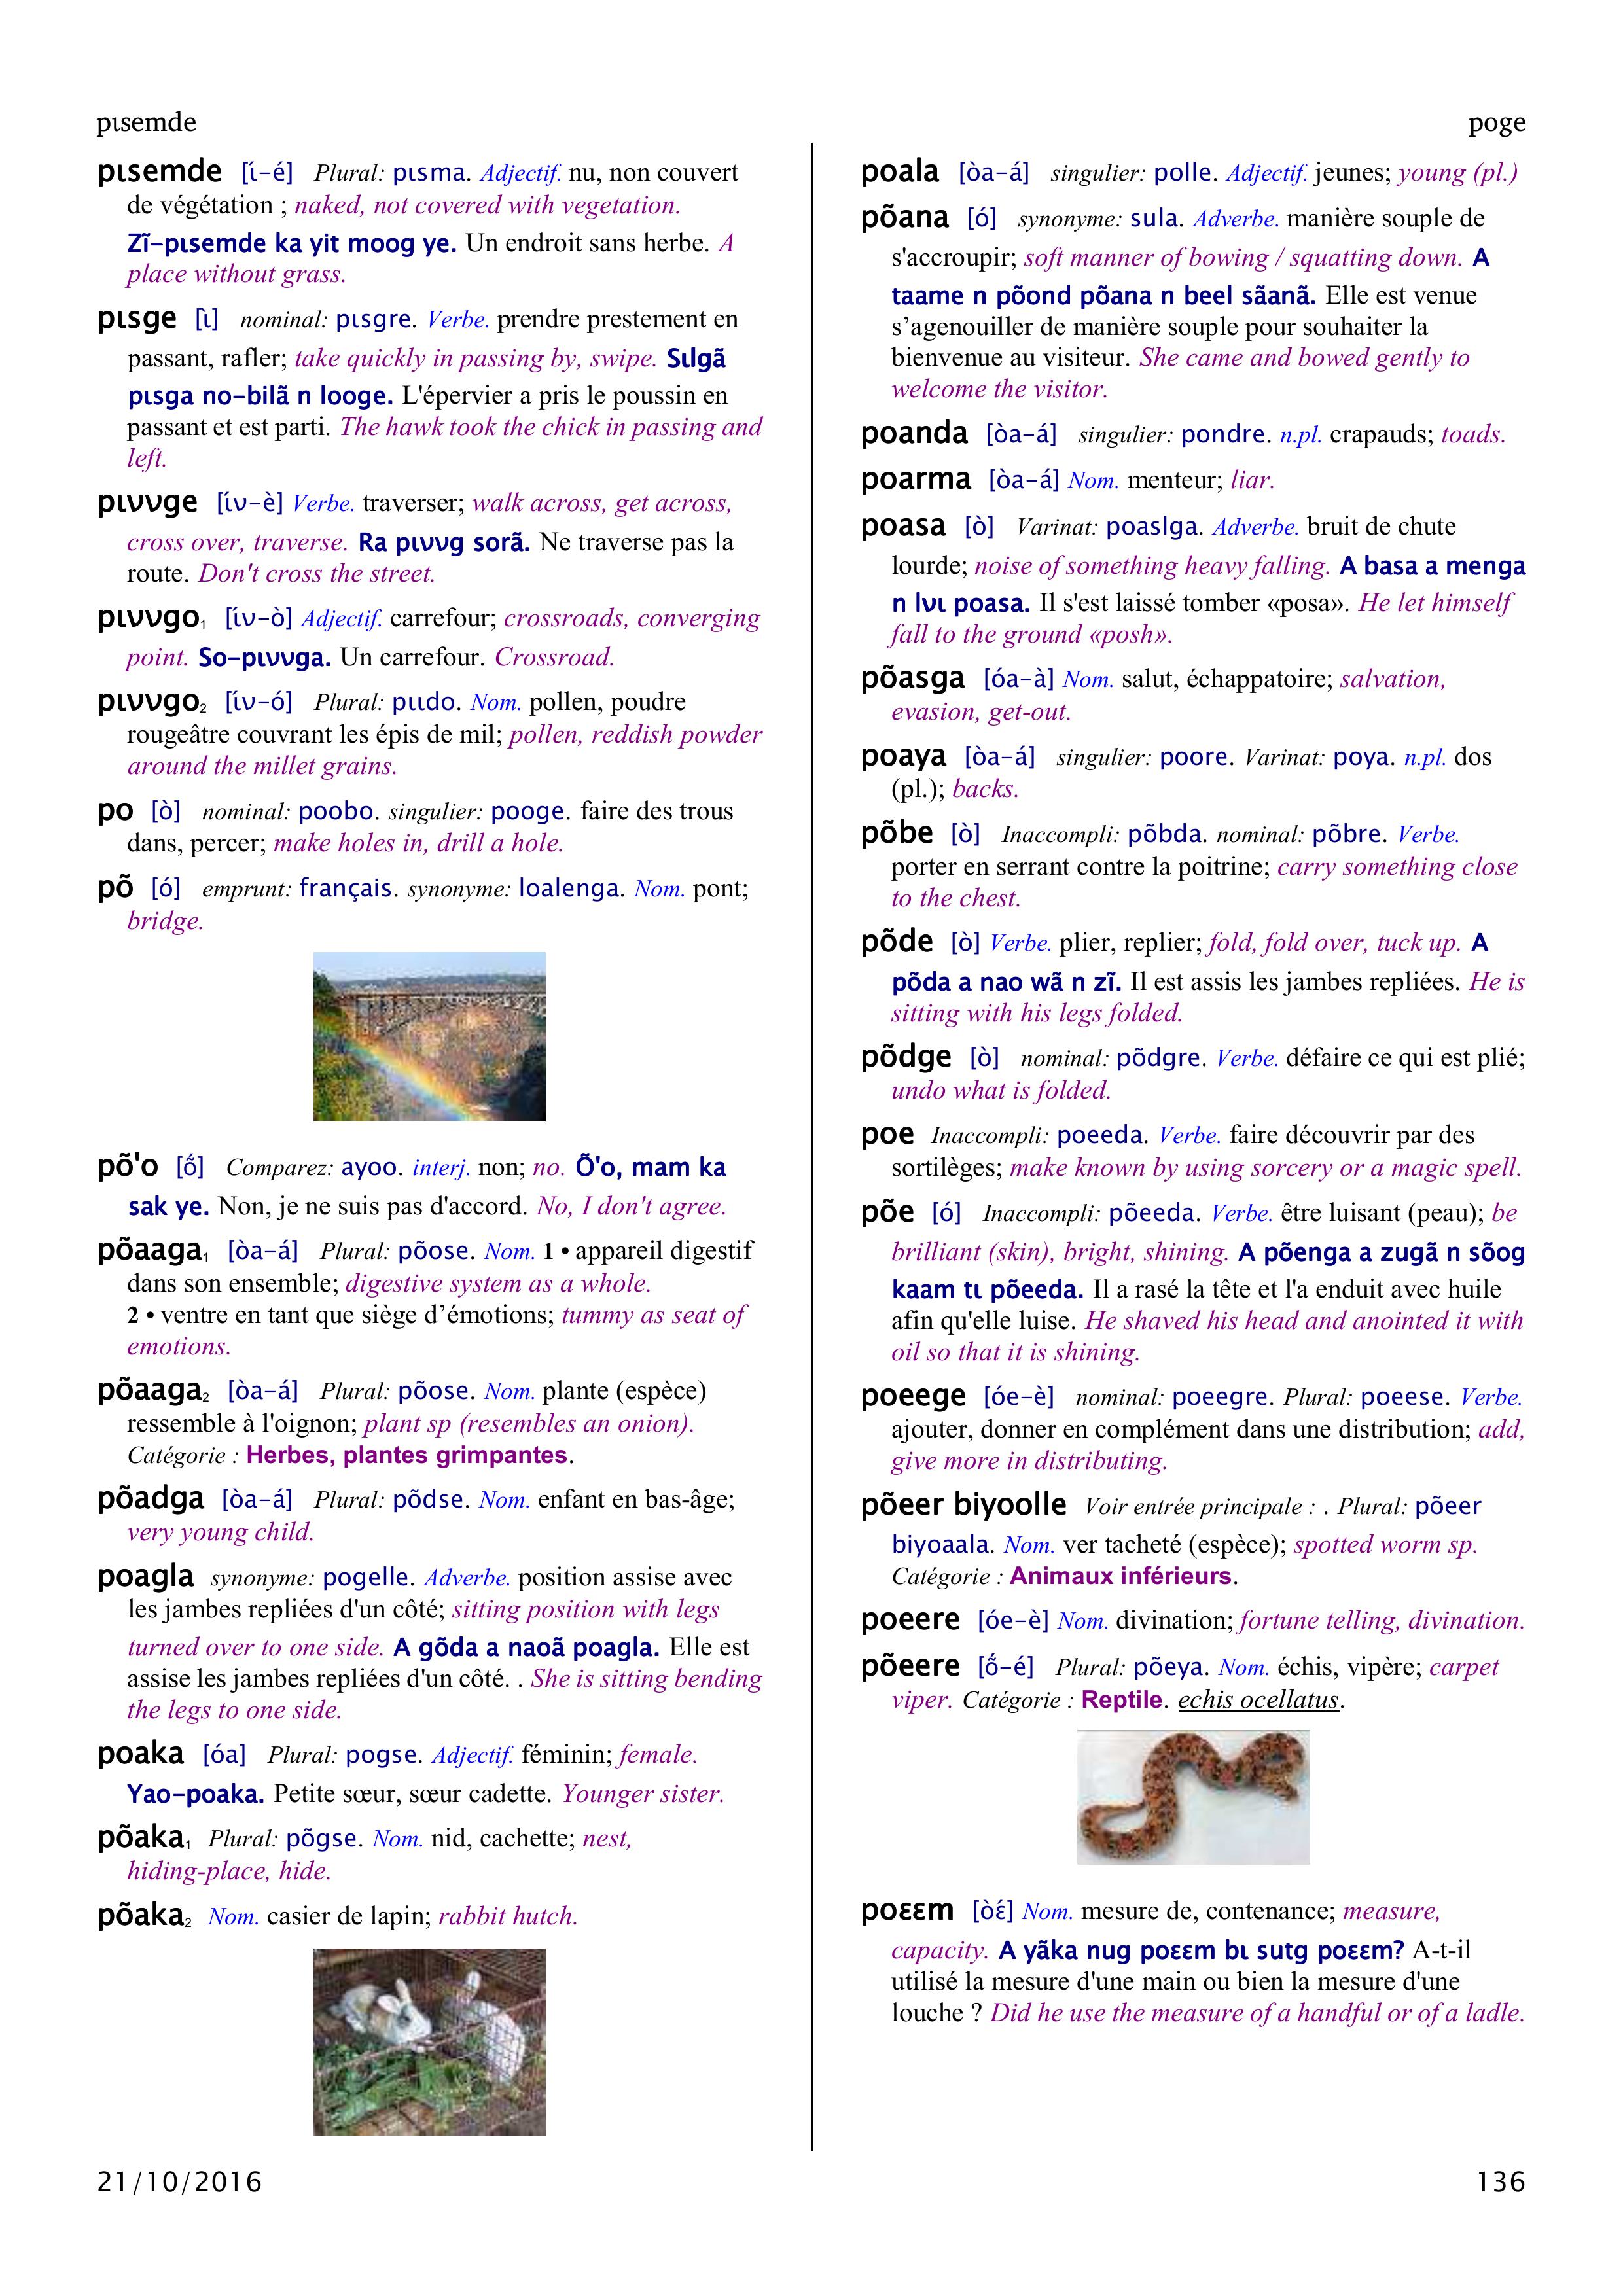 pɩsemde
poge
pɩsemde [ɩ́-é] Plural: pɩsma. Adjectif. nu, non couvert
de végétation ; naked, not covered with vegetation.
Zĩ-pɩsemde ka yit moog ye. Un endroit sans herbe. A
place without grass.
pɩsge [ɩ̀] nominal: pɩsgre. Verbe. prendre prestement en
passant, rafler; take quickly in passing by, swipe. Sɩlgã
pɩsga no-bilã n looge. L'épervier a pris le poussin en
passant et est parti. The hawk took the chick in passing and
left.
pɩʋʋge [ɩ́ʋ-è] Verbe. traverser; walk across, get across,
cross over, traverse. Ra pɩʋʋg sorã. Ne traverse pas la
route. Don't cross the street.
pɩʋʋgo₁ [ɩ́ʋ-ò] Adjectif. carrefour; crossroads, converging
point. So-pɩʋʋga. Un carrefour. Crossroad.
pɩʋʋgo₂ [ɩ́ʋ-ó] Plural: pɩɩdo. Nom. pollen, poudre
rougeâtre couvrant les épis de mil; pollen, reddish powder
around the millet grains.
po [ò] nominal: poobo. singulier: pooge. faire des trous
dans, percer; make holes in, drill a hole.
põ [ó] emprunt: français. synonyme: loalenga. Nom. pont;
bridge.
põ'o [ṍ] Comparez: ayoo. interj. non; no. Õ'o, mam ka
sak ye. Non, je ne suis pas d'accord. No, I don't agree.
põaaga₁ [òa-á] Plural: põose. Nom. 1 • appareil digestif
dans son ensemble; digestive system as a whole.
2 • ventre en tant que siège d’émotions; tummy as seat of
emotions.
põaaga₂ [òa-á] Plural: põose. Nom. plante (espèce)
ressemble à l'oignon; plant sp (resembles an onion).
Catégorie : Herbes, plantes grimpantes.
põadga [òa-á] Plural: põdse. Nom. enfant en bas-âge;
very young child.
poagla synonyme: pogelle. Adverbe. position assise avec
les jambes repliées d'un côté; sitting position with legs
turned over to one side. A gõda a naoã poagla. Elle est
assise les jambes repliées d'un côté. . She is sitting bending
the legs to one side.
poaka [óa] Plural: pogse. Adjectif. féminin; female.
Yao-poaka. Petite sœur, sœur cadette. Younger sister.
põaka₁ Plural: põgse. Nom. nid, cachette; nest,
hiding-place, hide.
põaka₂ Nom. casier de lapin; rabbit hutch.
poala [òa-á] singulier: polle. Adjectif. jeunes; young (pl.)
põana [ó] synonyme: sula. Adverbe. manière souple de
s'accroupir; soft manner of bowing / squatting down. A
taame n põond põana n beel sãanã. Elle est venue
s’agenouiller de manière souple pour souhaiter la
bienvenue au visiteur. She came and bowed gently to
welcome the visitor.
poanda [òa-á] singulier: pondre. n.pl. crapauds; toads.
poarma [òa-á] Nom. menteur; liar.
poasa [ò] Varinat: poaslga. Adverbe. bruit de chute
lourde; noise of something heavy falling. A basa a menga
n lʋɩ poasa. Il s'est laissé tomber «posa». He let himself
fall to the ground «posh».
põasga [óa-à] Nom. salut, échappatoire; salvation,
evasion, get-out.
poaya [òa-á] singulier: poore. Varinat: poya. n.pl. dos
(pl.); backs.
põbe [ò] Inaccompli: põbda. nominal: põbre. Verbe.
porter en serrant contre la poitrine; carry something close
to the chest.
põde [ò] Verbe. plier, replier; fold, fold over, tuck up. A
põda a nao wã n zĩ. Il est assis les jambes repliées. He is
sitting with his legs folded.
põdge [ò] nominal: põdgre. Verbe. défaire ce qui est plié;
undo what is folded.
poe Inaccompli: poeeda. Verbe. faire découvrir par des
sortilèges; make known by using sorcery or a magic spell.
põe [ó] Inaccompli: põeeda. Verbe. être luisant (peau); be
brilliant (skin), bright, shining. A põenga a zugã n sõog
kaam tɩ põeeda. Il a rasé la tête et l'a enduit avec huile
afin qu'elle luise. He shaved his head and anointed it with
oil so that it is shining.
poeege [óe-è] nominal: poeegre. Plural: poeese. Verbe.
ajouter, donner en complément dans une distribution; add,
give more in distributing.
põeer biyoolle Voir entrée principale : . Plural: põeer
biyoaala. Nom. ver tacheté (espèce); spotted worm sp.
Catégorie : Animaux inférieurs.
poeere [óe-è] Nom. divination; fortune telling, divination.
põeere [ṍ-é] Plural: põeya. Nom. échis, vipère; carpet
viper. Catégorie : Reptile. echis ocellatus.
poɛɛm [òɛ́] Nom. mesure de, contenance; measure,
capacity. A yãka nug poɛɛm bɩ sutg poɛɛm? A-t-il
utilisé la mesure d'une main ou bien la mesure d'une
louche ? Did he use the measure of a handful or of a ladle.
21/10/2016
136